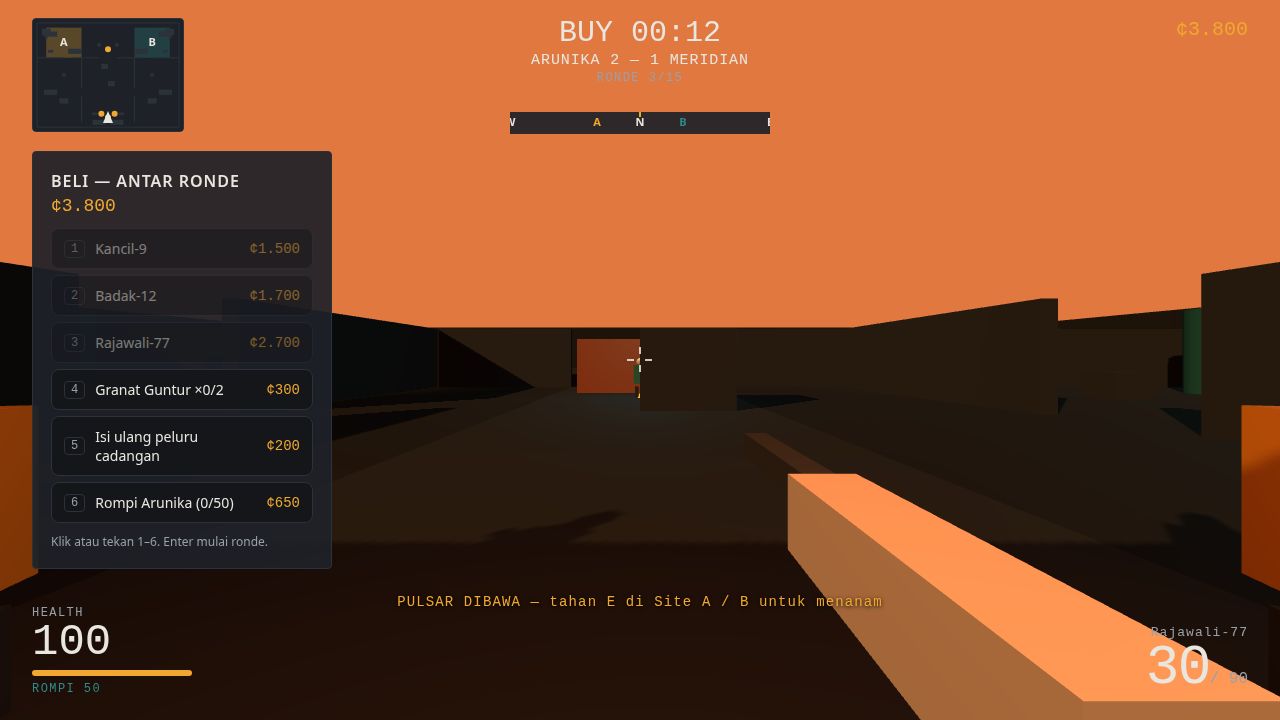 A B
BUY 00:12
ARUNIKA 2 — 1 MERIDIAN
RONDE 3/15
¢3.800
W A N B E
BELI — ANTAR RONDE
¢3.800
1 Kancil-9 ¢1.500
2 Badak-12 ¢1.700
3 Rajawali-77 ¢2.700
4 Granat Guntur ×0/2 ¢300
5 Isi ulang peluru
cadangan ¢200
6 Rompi Arunika (0/50) ¢650
Klik atau tekan 1–6. Enter mulai ronde.
PULSAR DIBAWA — tahan E di Site A / B untuk menanam
HEALTH
100
ROMPI 50
Rajawali-77
30 / 90